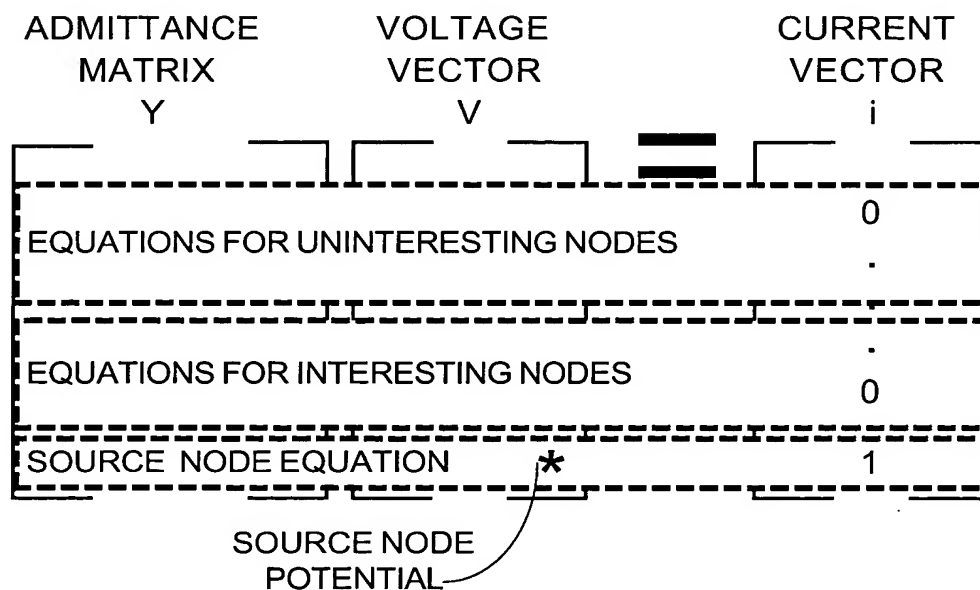 ADMITTANCE MATRIX Y
VOLTAGE VECTOR V
CURRENT VECTOR i
=
0
EQUATIONS FOR UNINTERESTING NODES
.
.
.
EQUATIONS FOR INTERESTING NODES
0
SOURCE NODE EQUATION * 1
SOURCE NODE
POTENTIAL